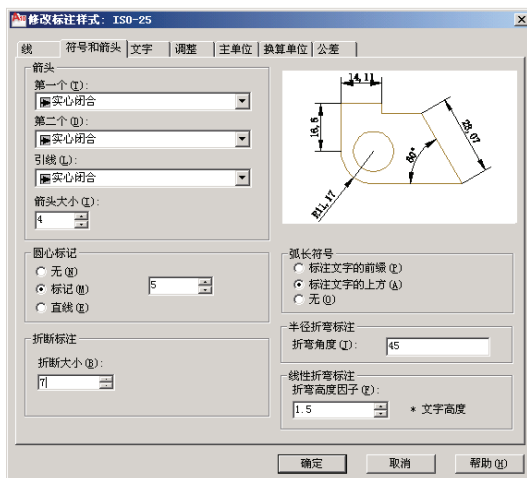 修改标注样式: ISO-25
线 符号和箭头 文字 调整 主单位 换算单位 公差
箭头
第一个(T):
实心闭合
第二个(D):
实心闭合
引线(L):
实心闭合
箭头大小(I):
4
圆心标记
无(N)
标记(M)
5
直线(E)
折断标注
折断大小(B):
7
14,11
16,6
28,07
60°
R11,17
弧长符号
标注文字的前缀(P)
标注文字的上方(A)
无(O)
半径折弯标注
折弯角度(J): 45
线性折弯标注
折弯高度因子(F):
1.5 * 文字高度
确定 取消 帮助(H)